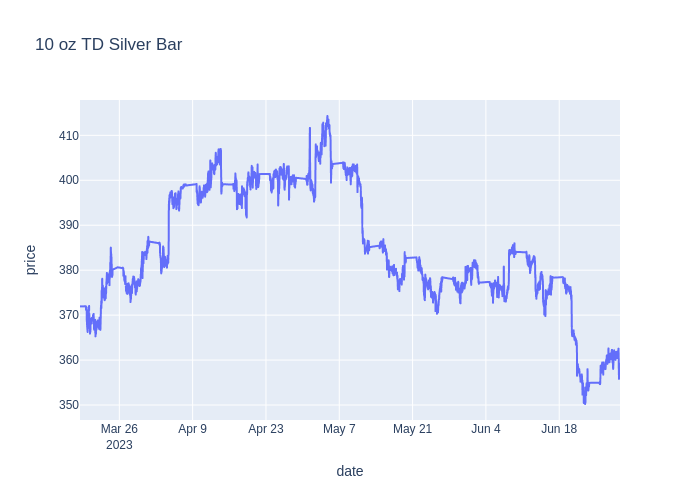 10 oz TD Silver Bar
price
410
400
390
380
370
360
350
Mar 26
2023
Apr 9
Apr 23
May 7
May 21
Jun 4
Jun 18
date